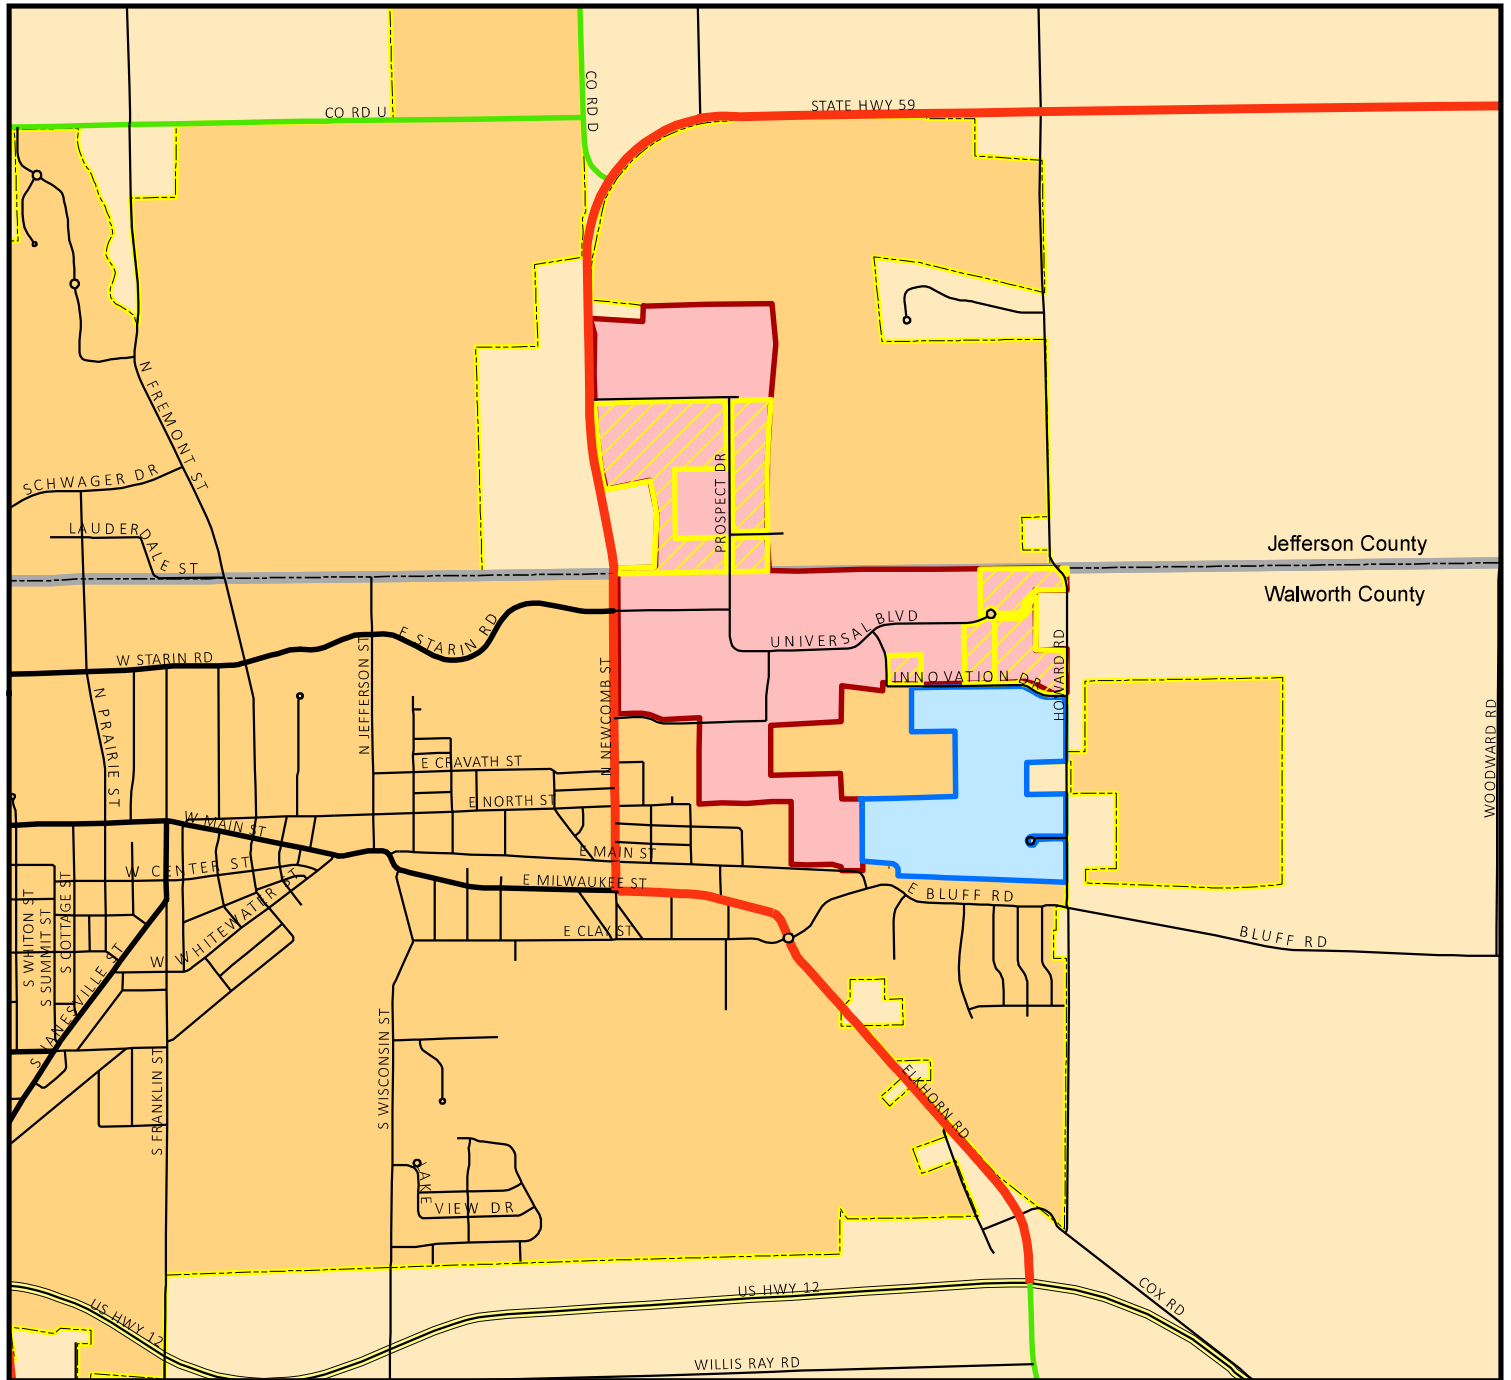 STATE HWY 59
CO RD U
CO RD D
N FREMONT ST
SCHWAGER DR
LAUDERDALE ST
PROSPECT DR
Jefferson County
Walworth County
E STARIN RD
W STARIN RD
UNIVERSAL BLVD
INNOVATION DR
HOWARD RD
N JEFFERSON ST
N NEWCOMB ST
N PRAIRIE ST
WOODWARD RD
E CRAVATH ST
E NORTH ST
W MAIN ST
E MAIN ST
W CENTER ST
E MILWAUKEE ST
E BLUFF RD
BLUFF RD
E CLAY ST
S WHITON ST
S SUMMIT ST
S COTTAGE ST
W WHITEWATER ST
S JANESVILLE ST
S FRANKLIN ST
S WISCONSIN ST
ELKHORN RD
LAKE VIEW DR
US HWY 12
US HWY 12
COX RD
WILLIS RAY RD